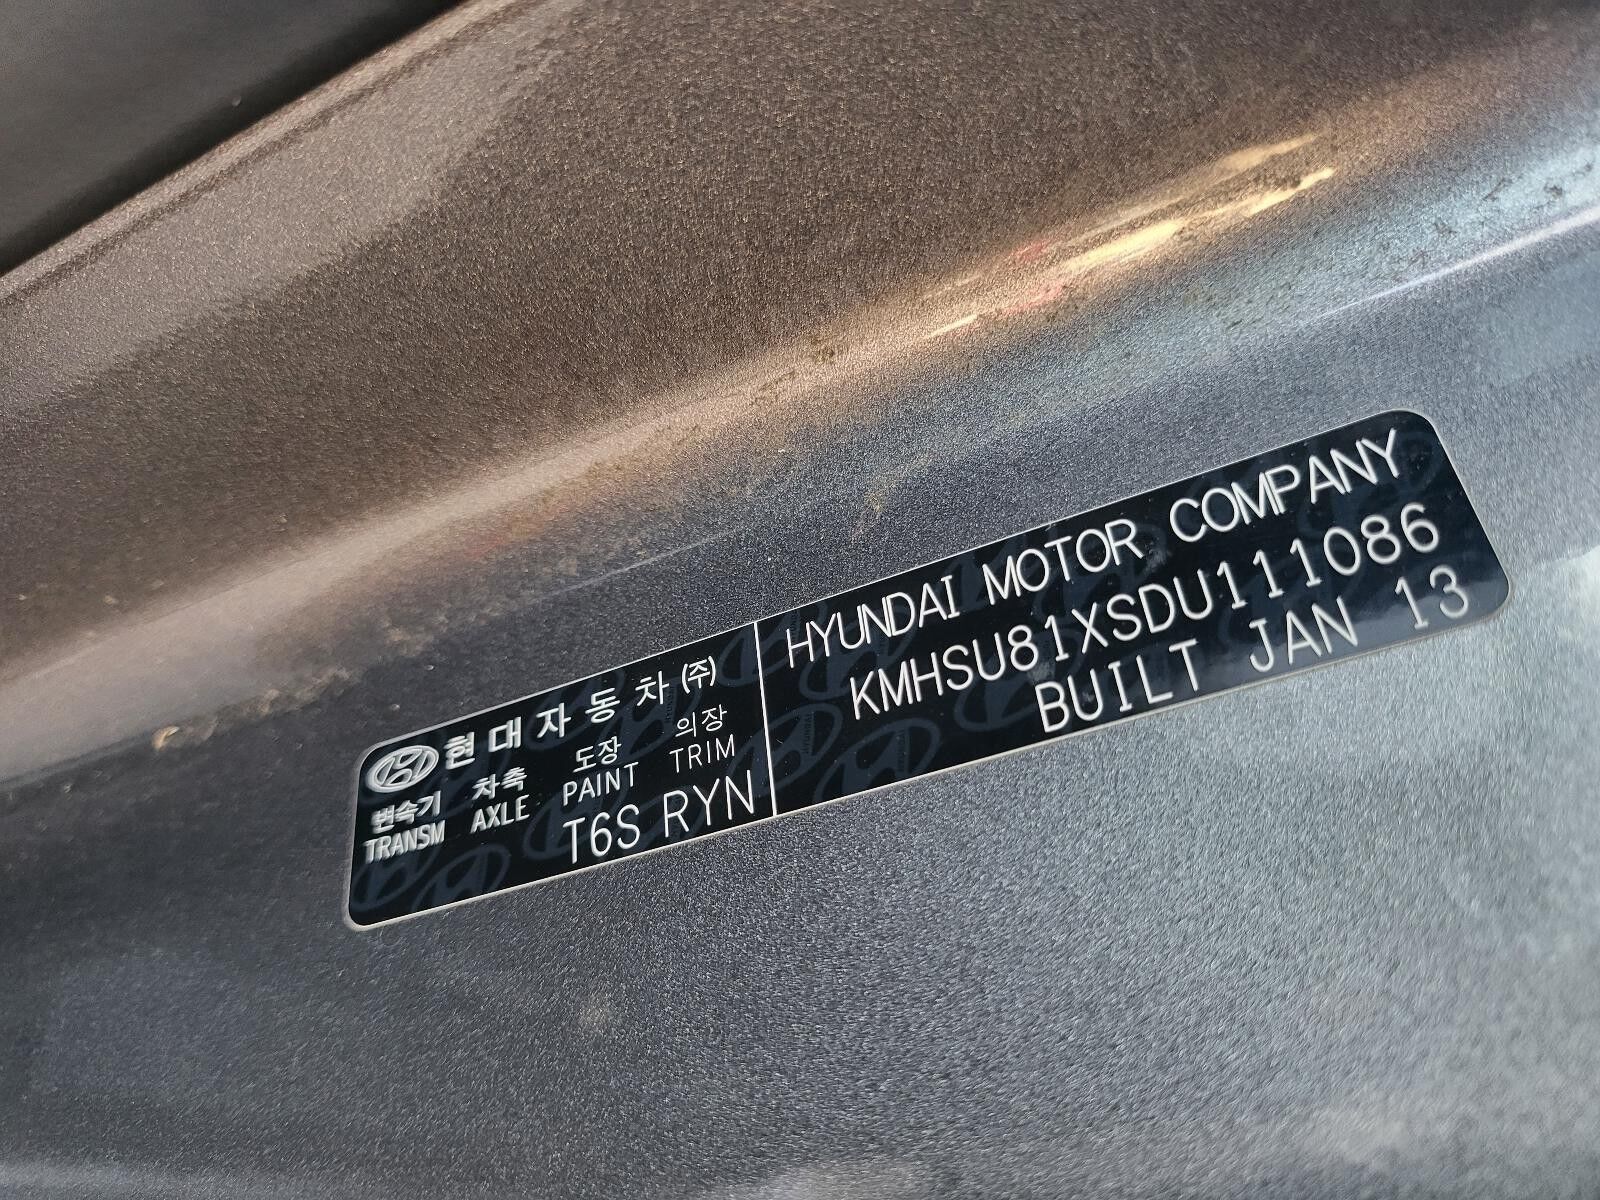 현대자동차(주)
변속기 차축 도장 의장
TRANSM AXLE PAINT TRIM
T6S RYN
HYUNDAI MOTOR COMPANY
KMHSU81XSDU111086
BUILT JAN 13